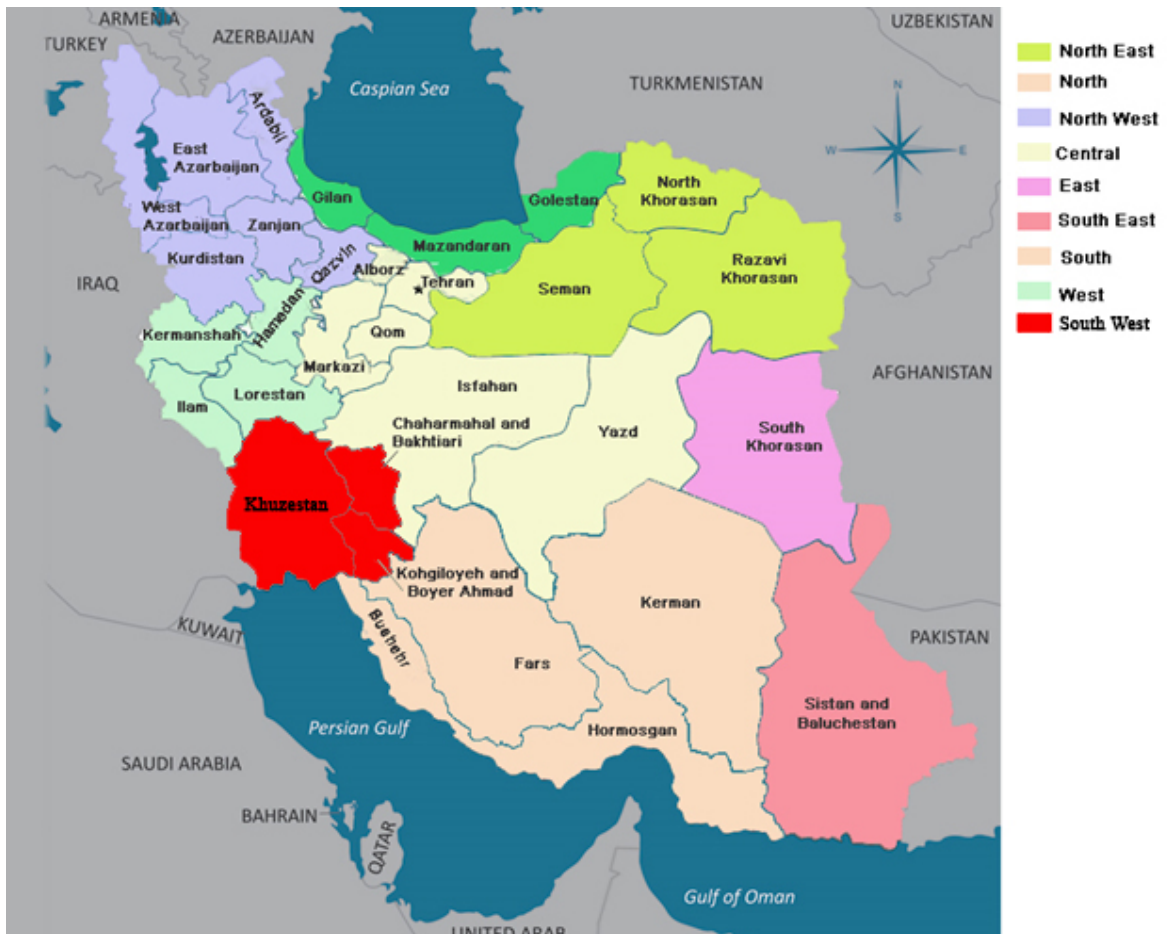 ARMENIA
TURKEY
AZERBAIJAN
UZBEKISTAN
Caspian Sea
TURKMENISTAN
N
W
E
S
Ardabil
East
Azarbaijan
West
Azarbaijan
Zanjan
Kurdistan
Qazvin
Gilan
Mazandaran
Golestan
North
Khorasan
Razavi
Khorasan
Seman
Alborz
Tehran
IRAQ
Kermanshah
Hamedan
Qom
Markazi
Ilam
Lorestan
Isfahan
Chaharmahal and
Bakhtiari
Yazd
South
Khorasan
AFGHANISTAN
Khuzestan
Kohgiloyeh and
Boyer Ahmad
Kerman
KUWAIT
Bushehr
Fars
PAKISTAN
Sistan and
Baluchestan
Hormosgan
Persian Gulf
SAUDI ARABIA
BAHRAIN
QATAR
Gulf of Oman
UNITED ARAB
North East
North
North West
Central
East
South East
South
West
South West